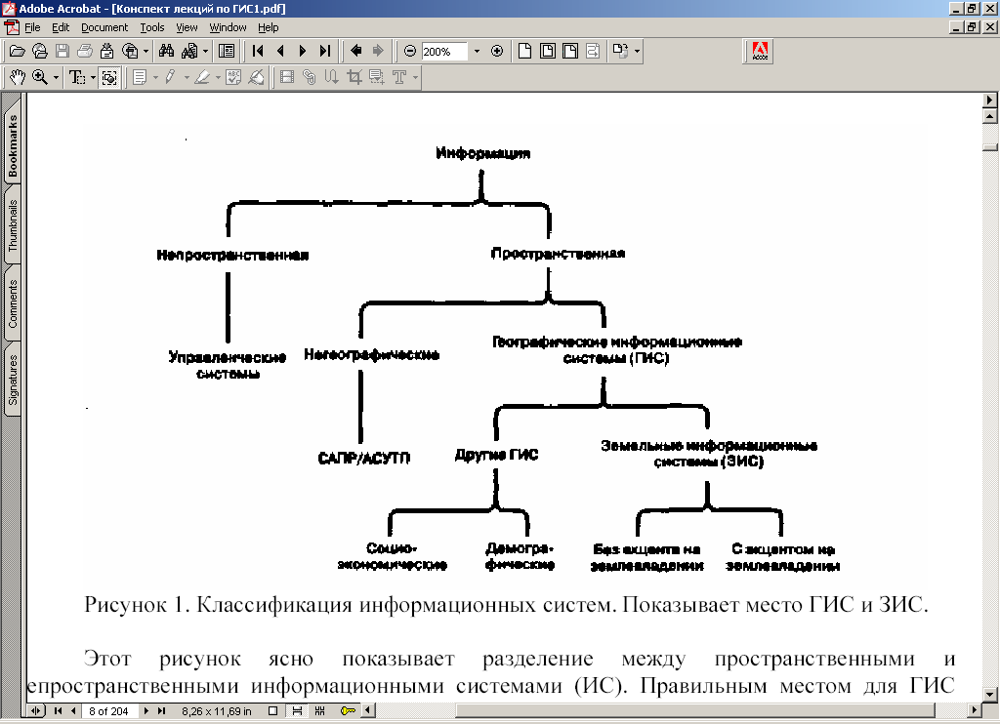 Adobe Acrobat - [Конспект лекций по ГИС1.pdf]
File Edit Document Tools View Window Help
200%
Adobe
Bookmarks
Thumbnails
Comments
Signatures
Информация
Непространственная Пространственная
Управленческие
системы
Негеографические
Географические информационные
системы (ГИС)
САПР/АСУТП
Другие ГИС
Земельные информационные
системы (ЗИС)
Социо-
экономические
Демогра-
фические
Без акцента на
землевладении
С акцентом на
землевладении
Рисунок 1. Классификация информационных систем. Показывает место ГИС и ЗИС.
Этот рисунок ясно показывает разделение между пространственными и
епространственными информационными системами (ИС). Правильным местом для ГИС
8 of 204 8,26 x 11,69 in